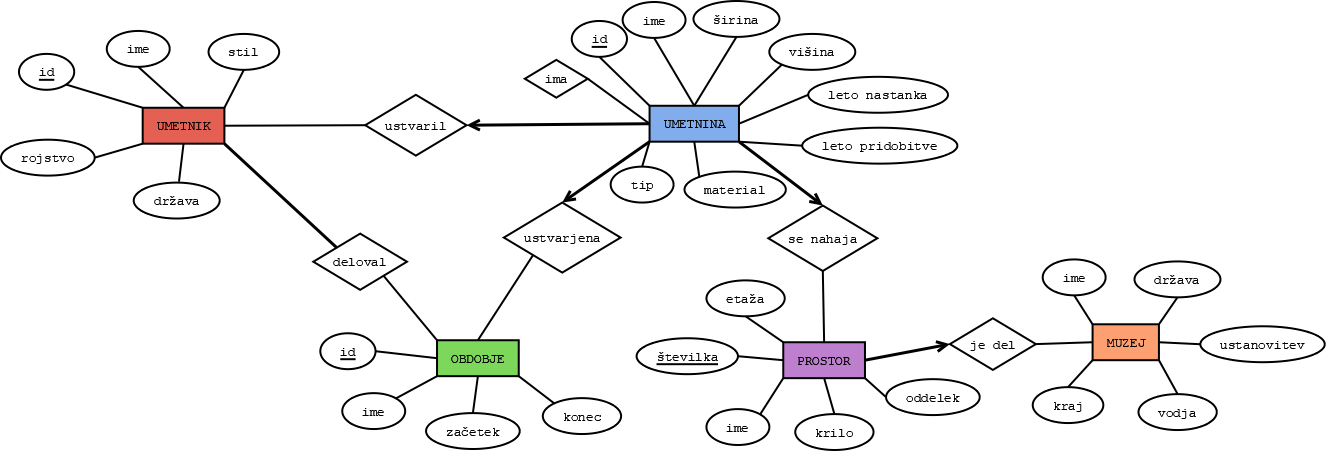 id
ime
stil
rojstvo
UMETNIK
država
ustvaril
ima
id
ime
širina
višina
leto nastanka
leto pridobitve
UMETNINA
tip
material
deloval
ustvarjena
se nahaja
id
OBDOBJE
ime
začetek
konec
etaža
številka
PROSTOR
ime
krilo
oddelek
je del
ime
država
MUZEJ
ustanovitev
kraj
vodja